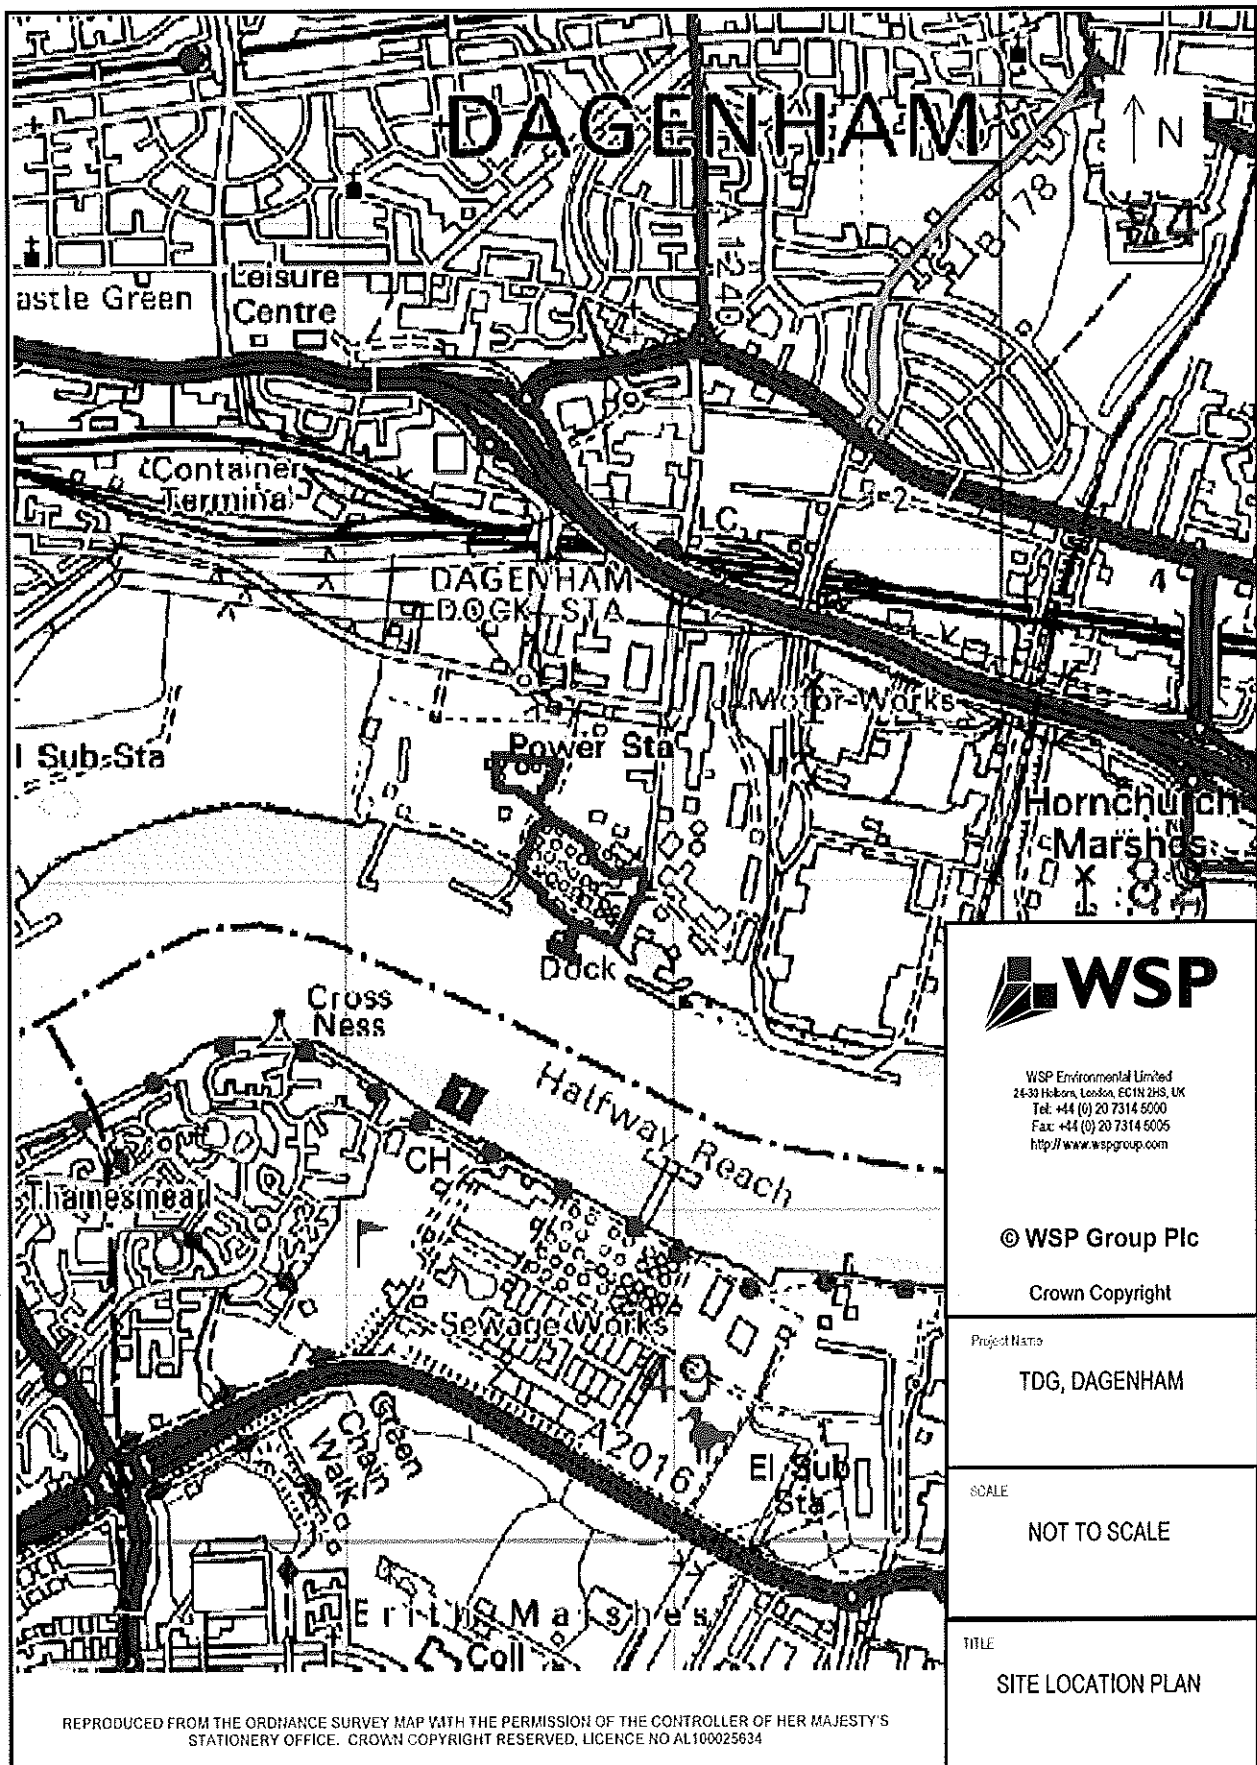 DAGENHAM
N
A 1240
B 178
astle Green
Leisure
Centre
Container
Terminal
LC
DAGENHAM
DOCK STA
4
Motor Works
l Sub Sta
Power Sta
Hornchurch
Marshes
Dock
Cross
Ness
1
Halfway Reach
CH
Thamesmead
Sewage Works
49
A2016
Green
Chain
Walk
El Sub
Sta
Erith Marshes
Coll
WSP
WSP Environmental Limited
24-30 Holborn, London, EC1N 2HS, UK
Tel: +44 (0) 20 7314 5000
Fax: +44 (0) 20 7314 5005
http://www.wspgroup.com
© WSP Group Plc
Crown Copyright
Project Name
TDG, DAGENHAM
SCALE
NOT TO SCALE
TITLE
SITE LOCATION PLAN
REPRODUCED FROM THE ORDNANCE SURVEY MAP WITH THE PERMISSION OF THE CONTROLLER OF HER MAJESTY'S
STATIONERY OFFICE. CROWN COPYRIGHT RESERVED, LICENCE NO AL100025634